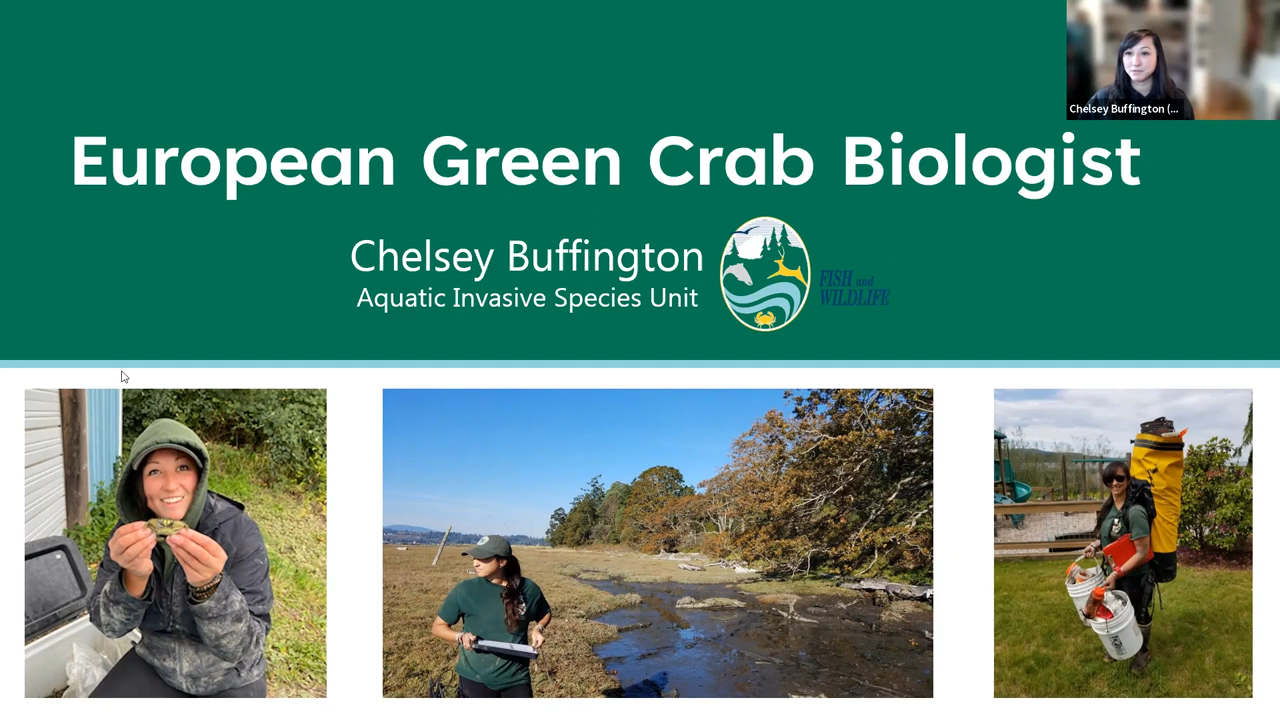 Chelsey Buffington (...
European Green Crab Biologist
Chelsey Buffington
Aquatic Invasive Species Unit
FISH and
WILDLIFE